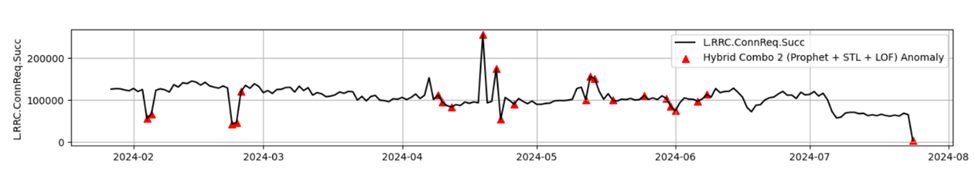 L.RRC.ConnReq.Succ
200000
100000
0
L.RRC.ConnReq.Succ
Hybrid Combo 2 (Prophet + STL + LOF) Anomaly
2024-02 2024-03 2024-04 2024-05 2024-06 2024-07 2024-08